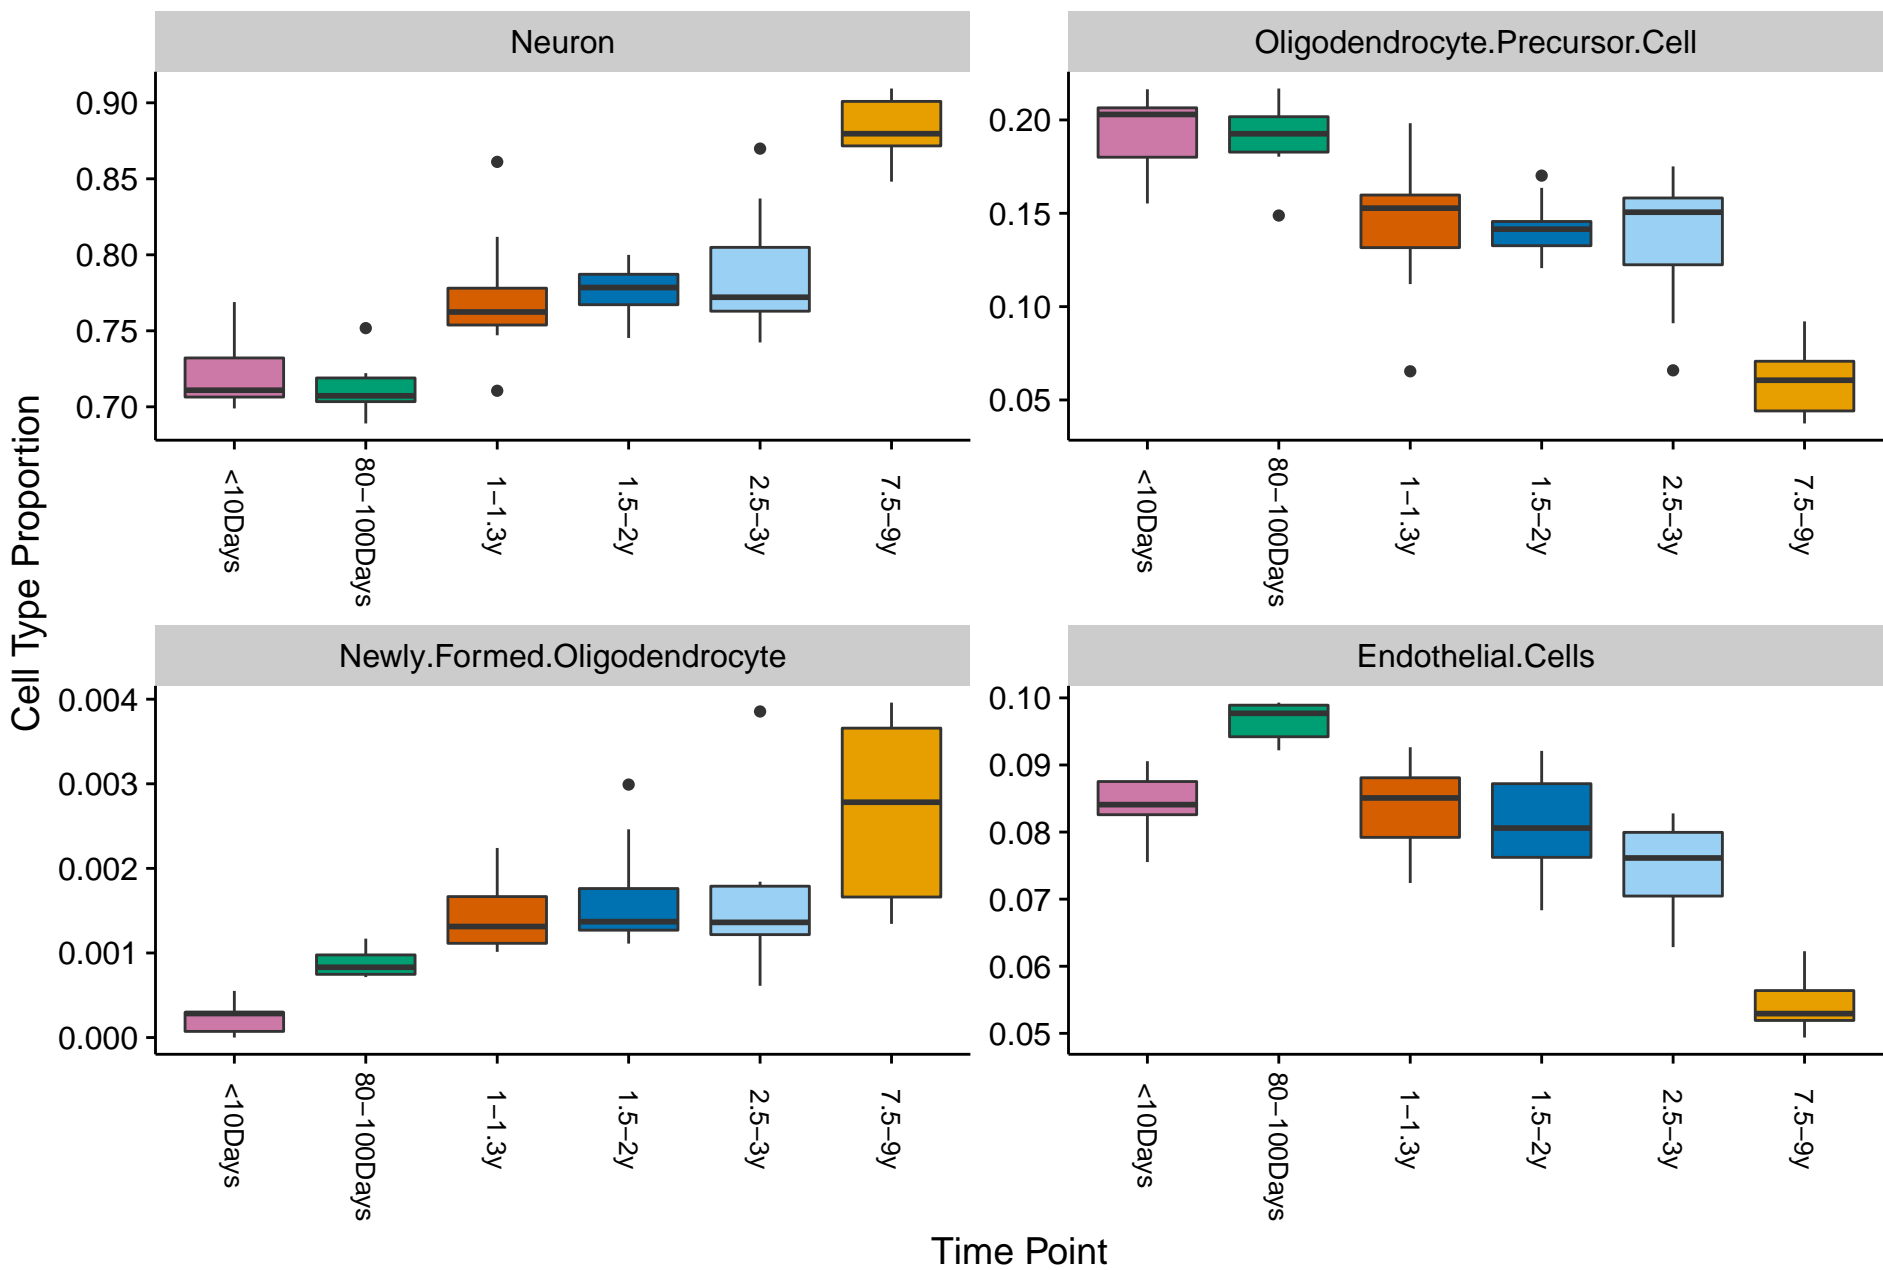 Neuron
Oligodendrocyte.Precursor.Cell
0.90
0.85
0.80
0.75
0.70
0.20
0.15
0.10
0.05
<10Days
80–100Days
1–1.3y
1.5–2y
2.5–3y
7.5–9y
<10Days
80–100Days
1–1.3y
1.5–2y
2.5–3y
7.5–9y
Cell Type Proportion
Newly.Formed.Oligodendrocyte
Endothelial.Cells
0.004
0.003
0.002
0.001
0.000
0.10
0.09
0.08
0.07
0.06
0.05
<10Days
80–100Days
1–1.3y
1.5–2y
2.5–3y
7.5–9y
<10Days
80–100Days
1–1.3y
1.5–2y
2.5–3y
7.5–9y
Time Point